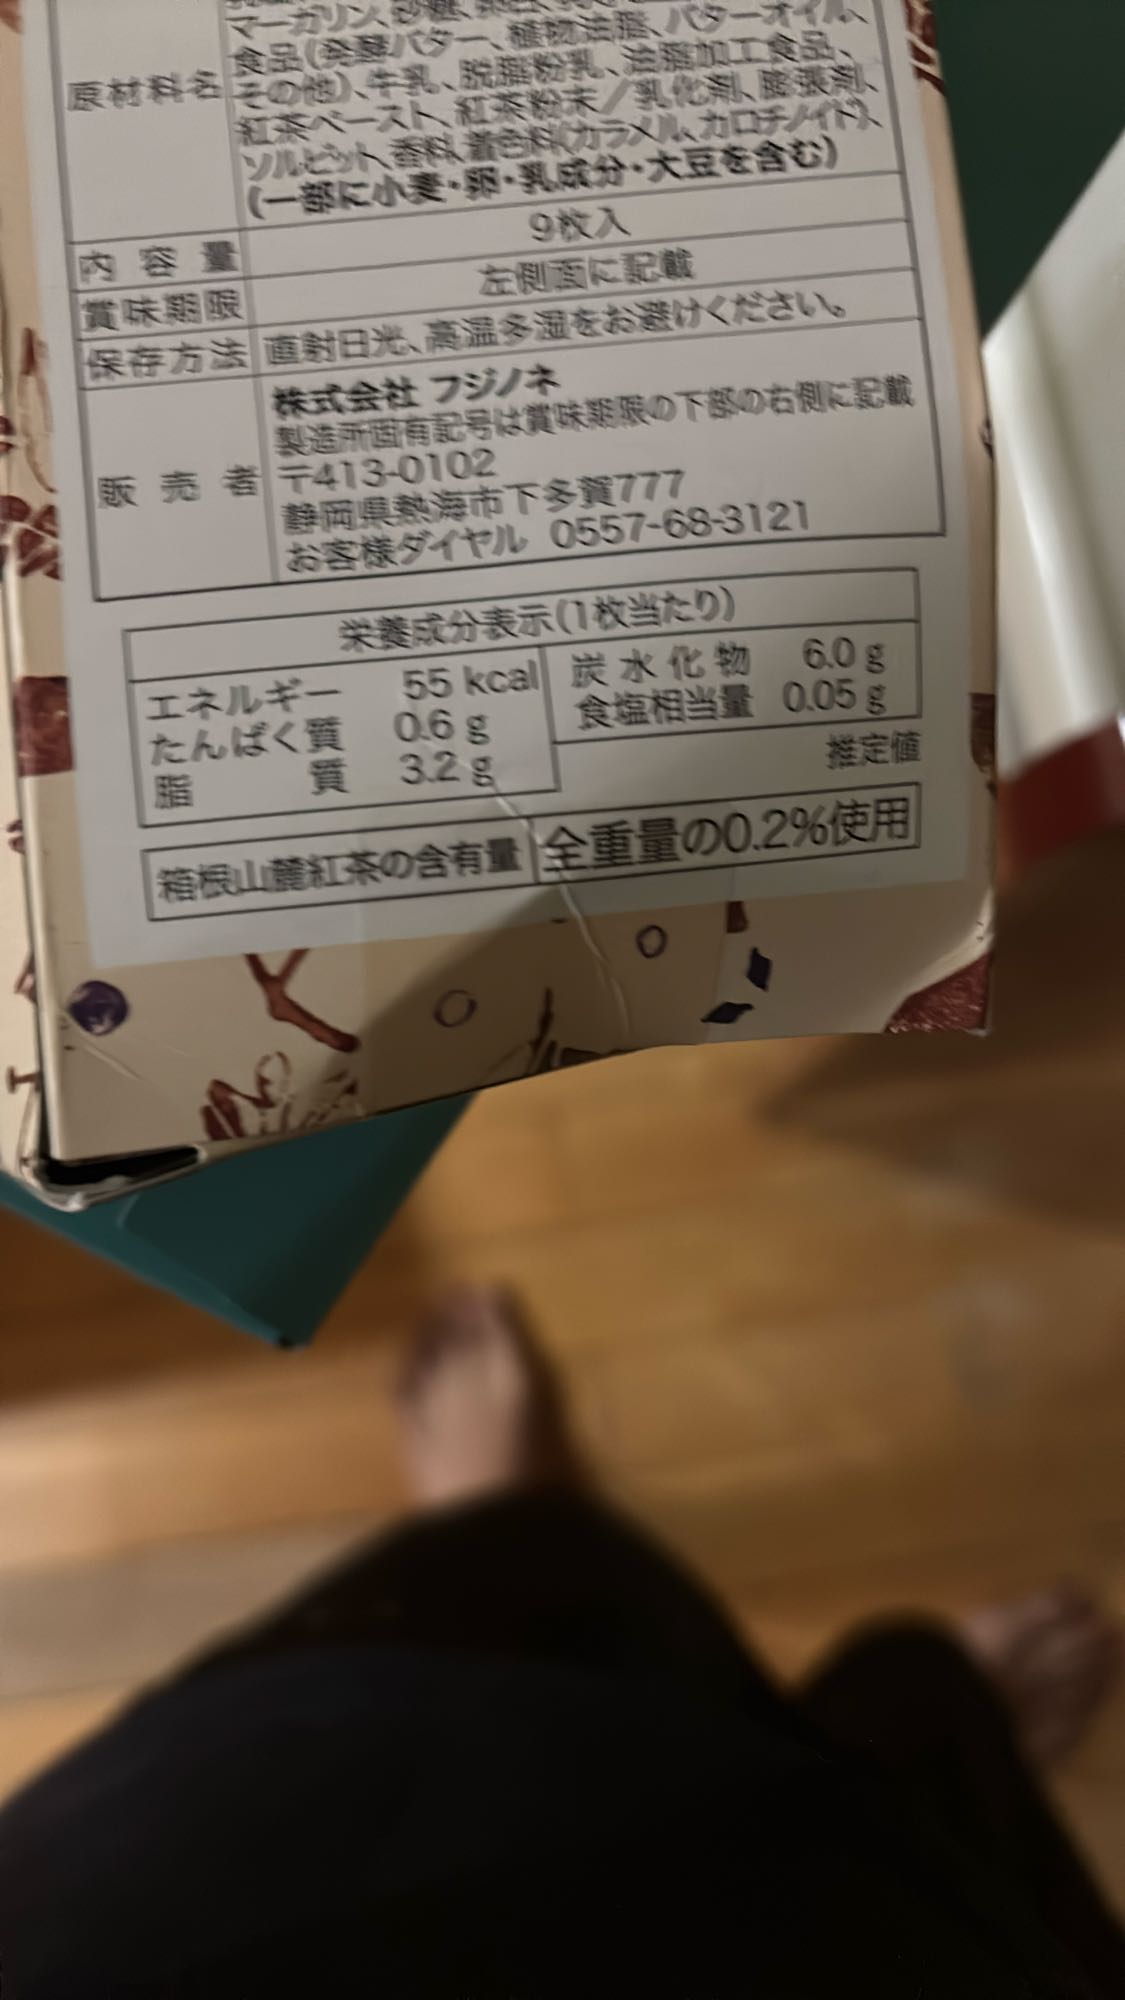 マーガリン、砂糖、
食品(発酵バター、植物油脂、バターオイル、
その他)、牛乳、脱脂粉乳、油脂加工食品、
紅茶ペースト、紅茶粉末／乳化剤、膨張剤、
ソルビット、香料、着色料(カラメル、カロチノイド)、
(一部に小麦・卵・乳成分・大豆を含む)
原材料名
内容量 9枚入
賞味期限 左側面に記載
保存方法 直射日光、高温多湿をお避けください。
販売者
株式会社 フジノネ
製造所固有記号は賞味期限の下部の右側に記載
〒413-0102
静岡県熱海市下多賀777
お客様ダイヤル 0557-68-3121
栄養成分表示(1枚当たり)
エネルギー 55 kcal
たんぱく質 0.6 g
脂質 3.2 g
炭水化物 6.0 g
食塩相当量 0.05 g
推定値
箱根山麓紅茶の含有量 全重量の0.2%使用